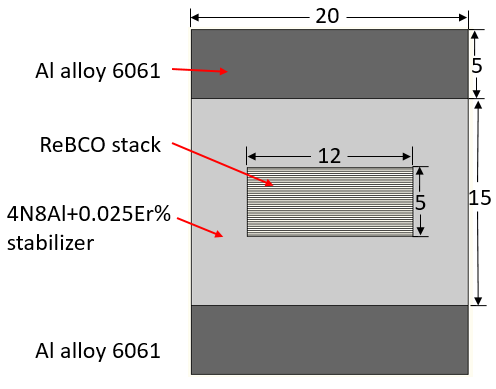 20
Al alloy 6061
5
ReBCO stack
12
5
15
4N8Al+0.025Er%
stabilizer
Al alloy 6061